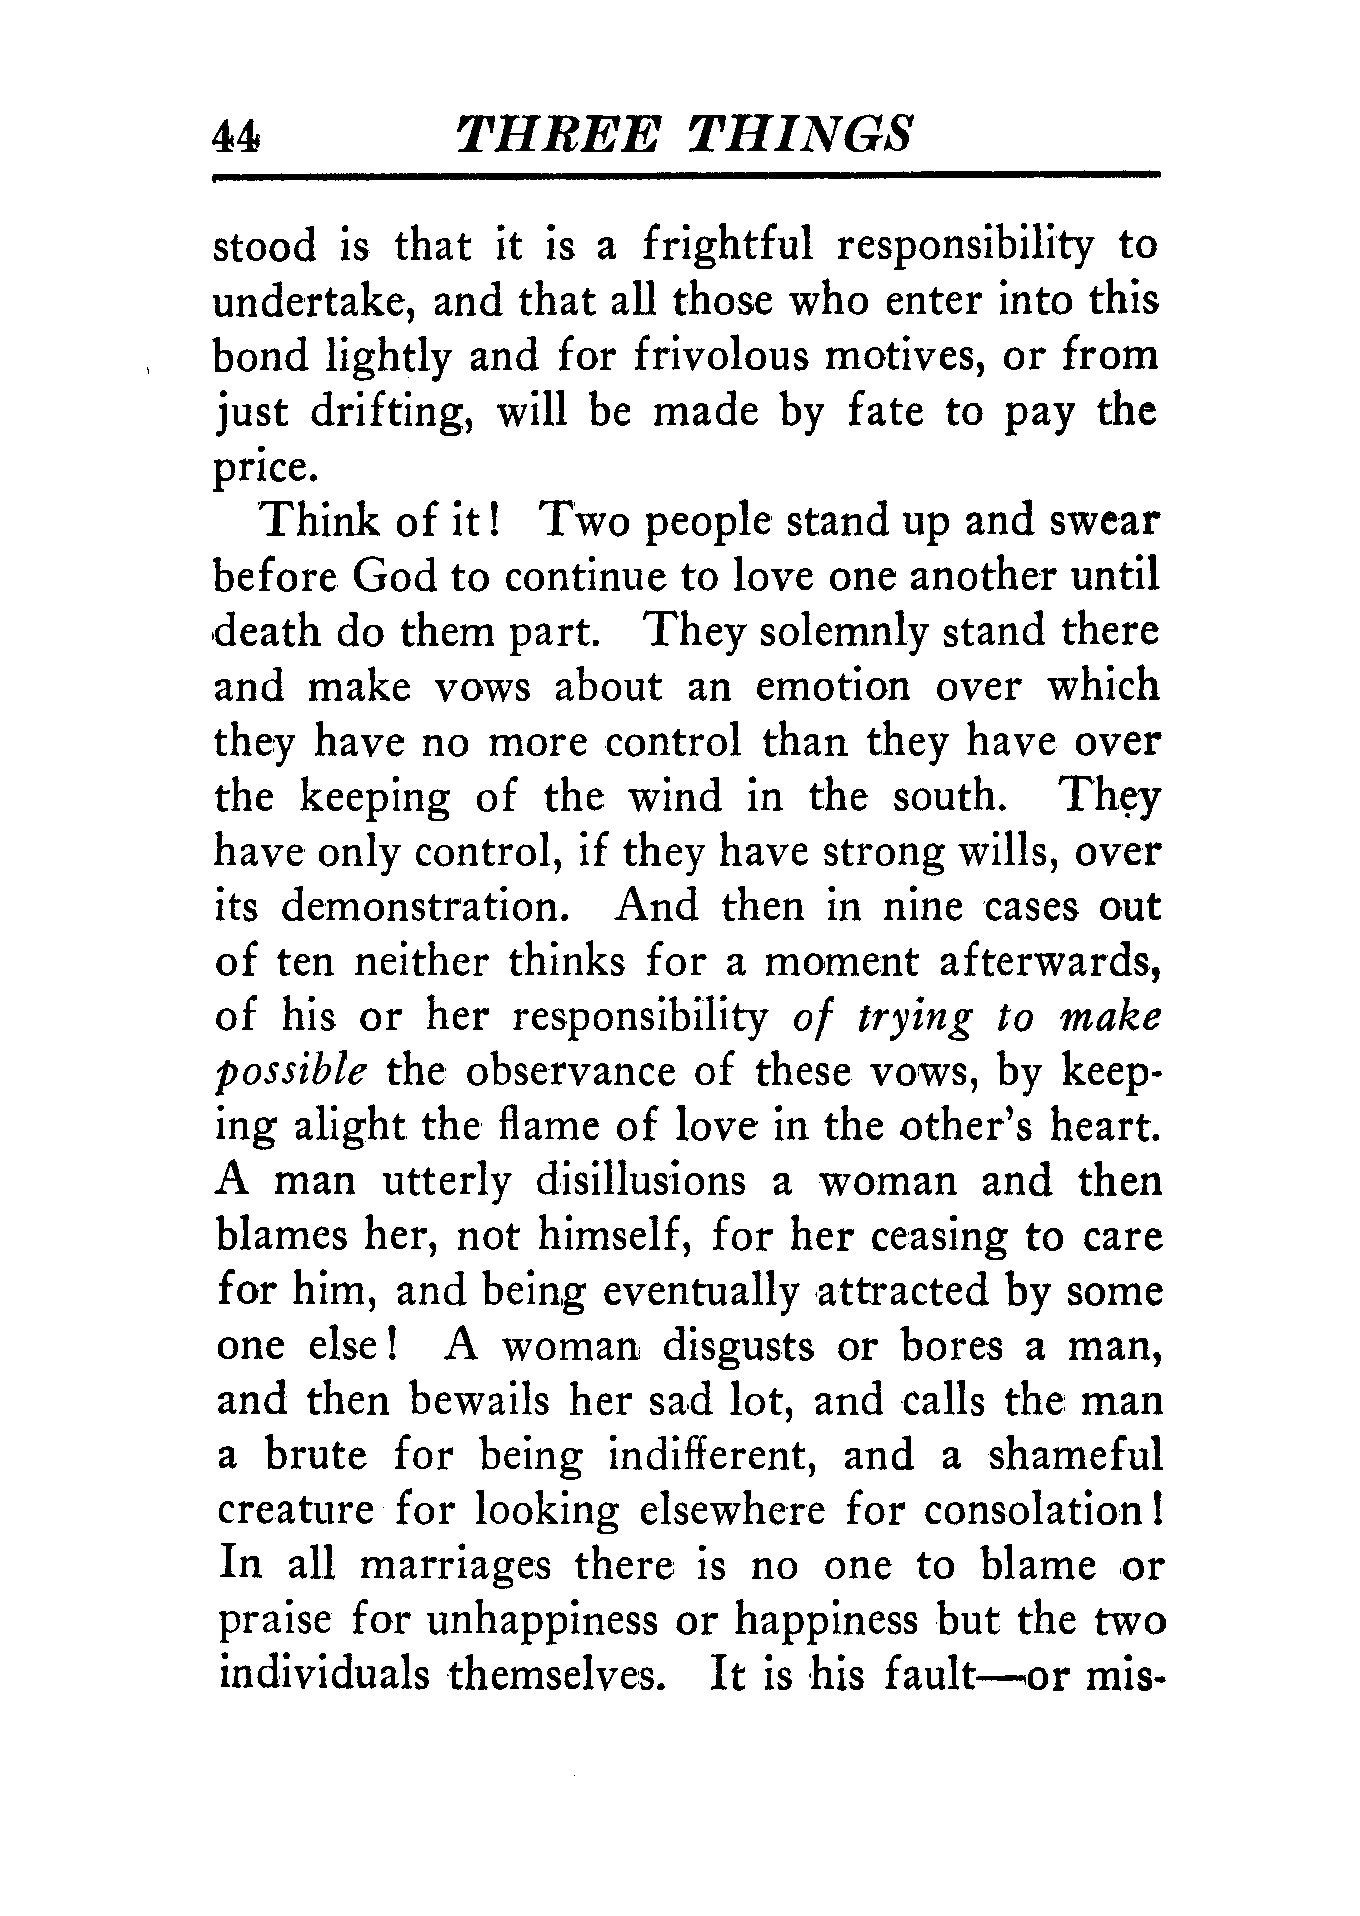 44 THREE THINGS
stood is that it is a frightful responsibility to
undertake, and that all those who enter into this
bond lightly and for frivolous motives, or from
just drifting, will be made by fate to pay the
price.
Think of it! Two people stand up and swear
before God to continue to love one another until
death do them part. They solemnly stand there
and make vows about an emotion over which
they have no more control than they have over
the keeping of the wind in the south. They
have only control, if they have strong wills, over
its demonstration. And then in nine cases out
of ten neither thinks for a moment afterwards,
of his or her responsibility of trying to make
possible the observance of these vows, by keep-
ing alight the flame of love in the other's heart.
A man utterly disillusions a woman and then
blames her, not himself, for her ceasing to care
for him, and being eventually attracted by some
one else! A woman disgusts or bores a man,
and then bewails her sad lot, and calls the man
a brute for being indifferent, and a shameful
creature for looking elsewhere for consolation!
In all marriages there is no one to blame or
praise for unhappiness or happiness but the two
individuals themselves. It is his fault—or mis-